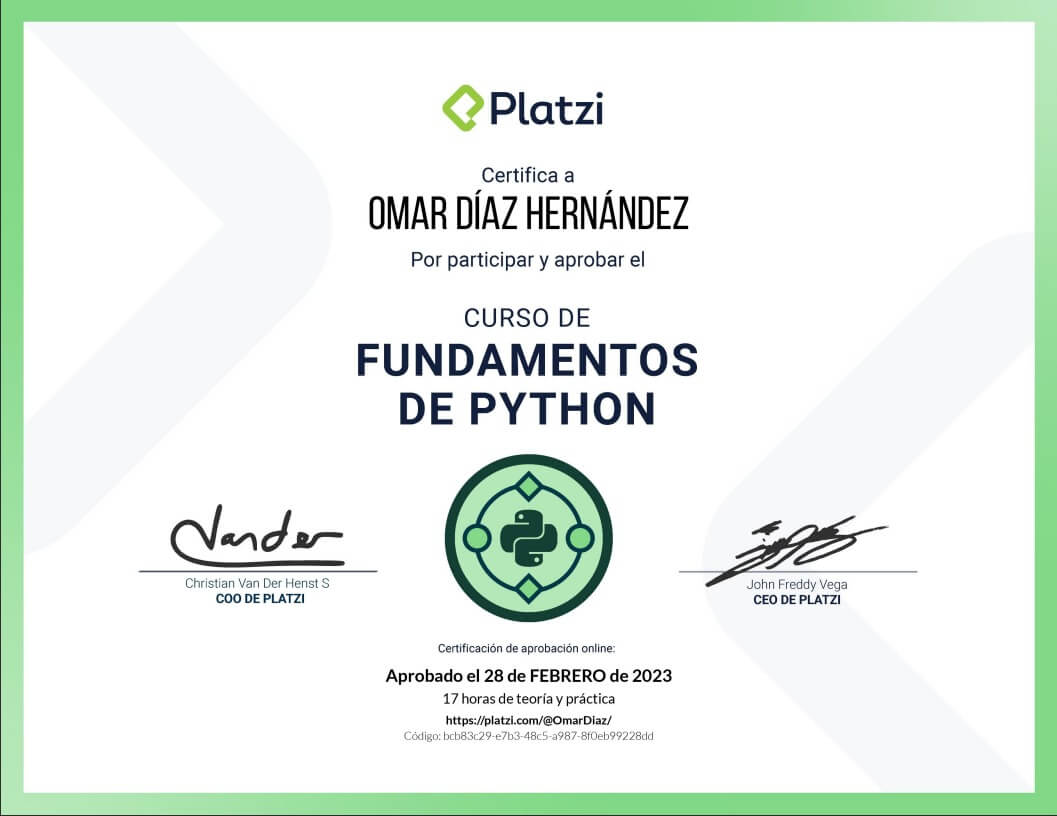 Platzi
Certifica a
OMAR DÍAZ HERNÁNDEZ
Por participar y aprobar el
CURSO DE
FUNDAMENTOS
DE PYTHON
Vander
Christian Van Der Henst S
COO DE PLATZI
John Freddy Vega
CEO DE PLATZI
Certificación de aprobación online:
Aprobado el 28 de FEBRERO de 2023
17 horas de teoría y práctica
https://platzi.com/@OmarDiaz/
Código: bcb83c29-e7b3-48c5-a987-8f0eb99228dd